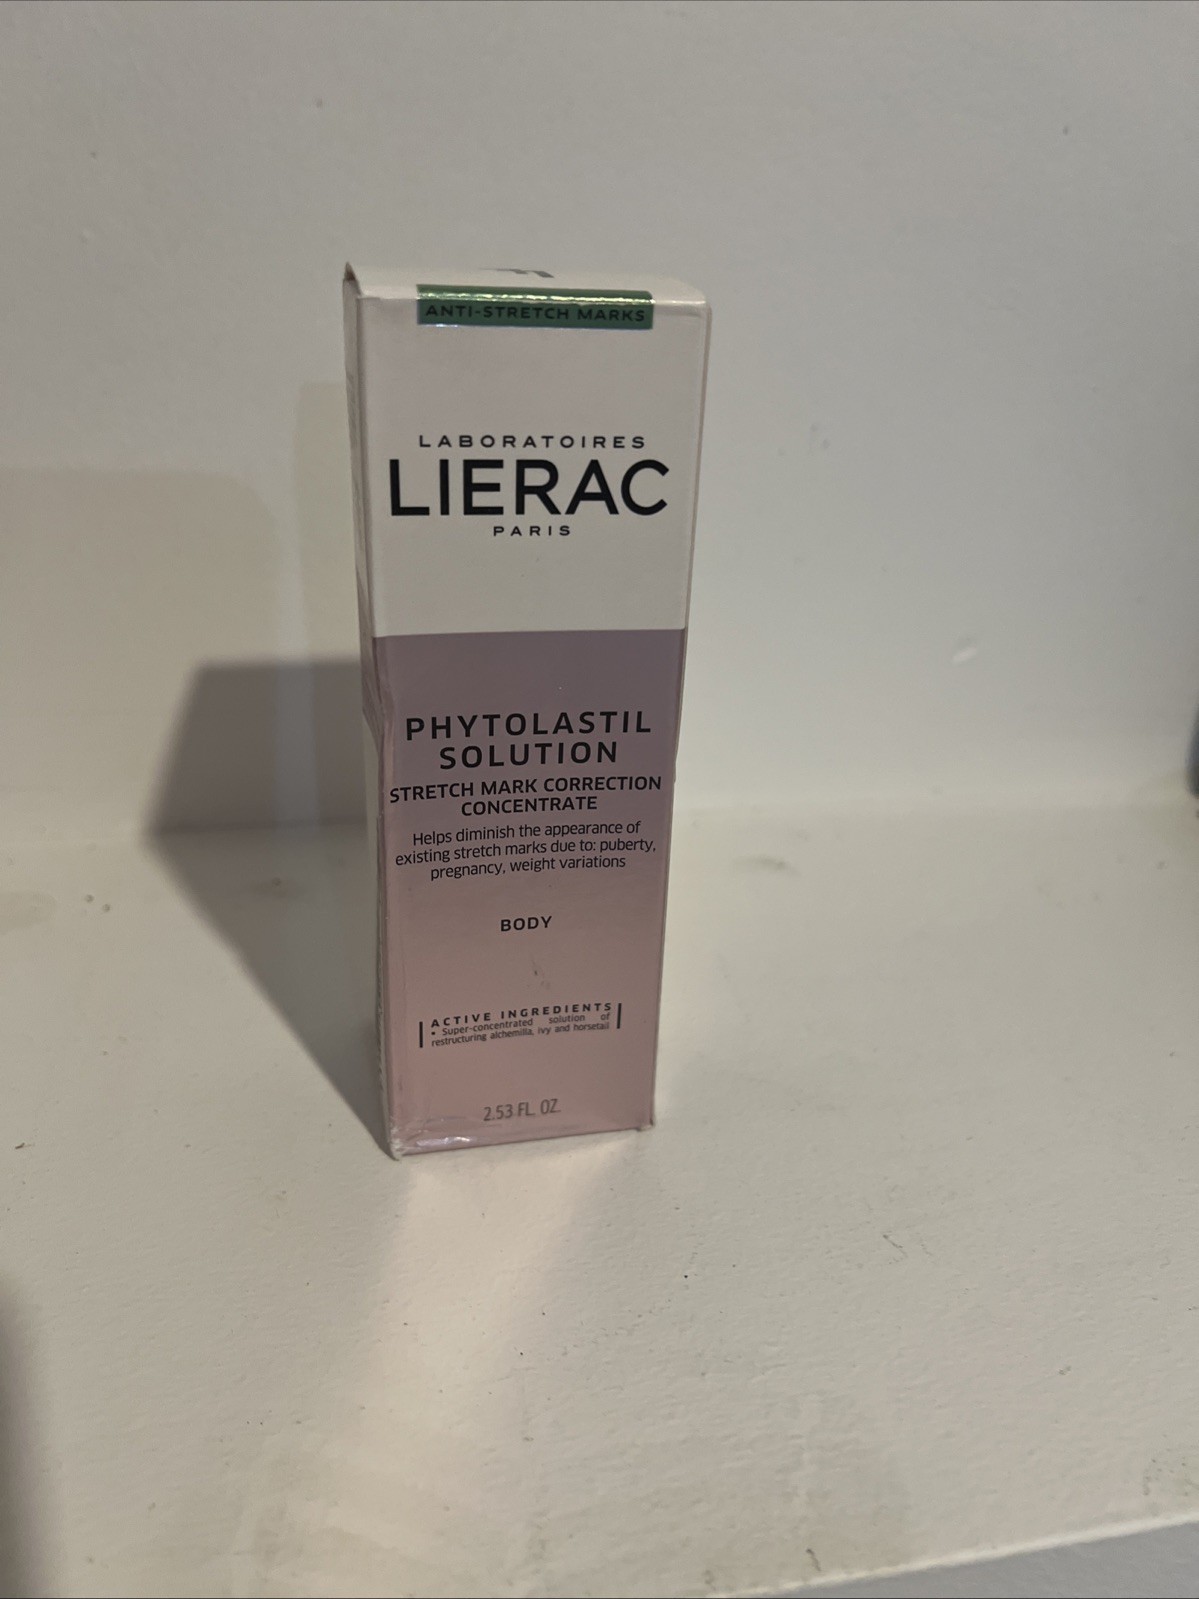 ANTI-STRETCH MARKS
LABORATOIRES
LIERAC
PARIS
PHYTOLASTIL
SOLUTION
STRETCH MARK CORRECTION
CONCENTRATE
Helps diminish the appearance of
existing stretch marks due to: puberty,
pregnancy, weight variations
BODY
ACTIVE INGREDIENTS
• Super-concentrated solution of
restructuring alchemilla, ivy and horsetail
2.53 FL. OZ.